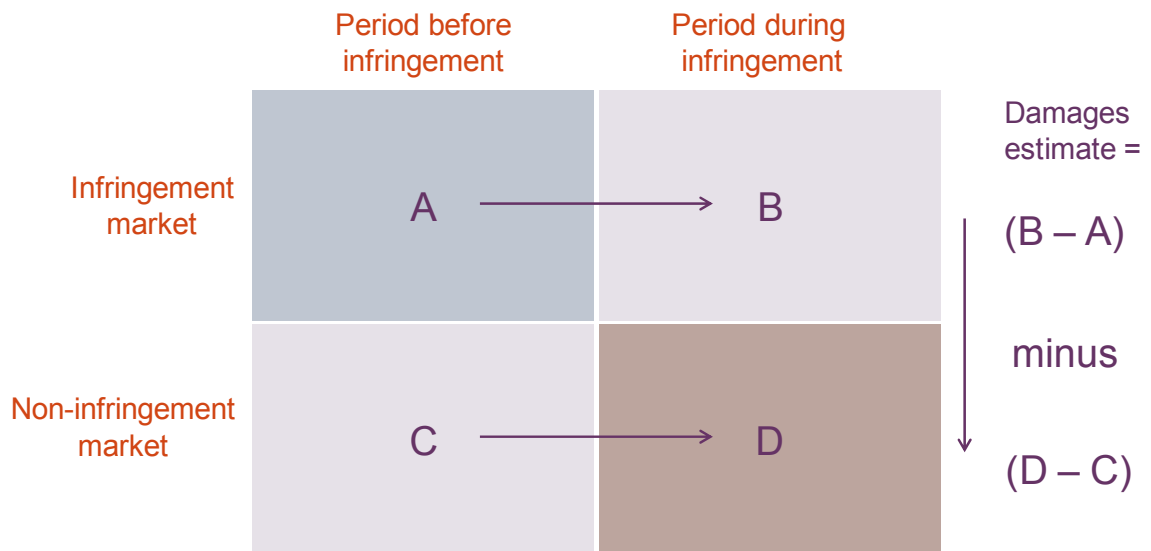 Period before
infringement
Period during
infringement
Damages
estimate =
Infringement
market
A
B
(B – A)
minus
Non-infringement
market
C
D
(D – C)